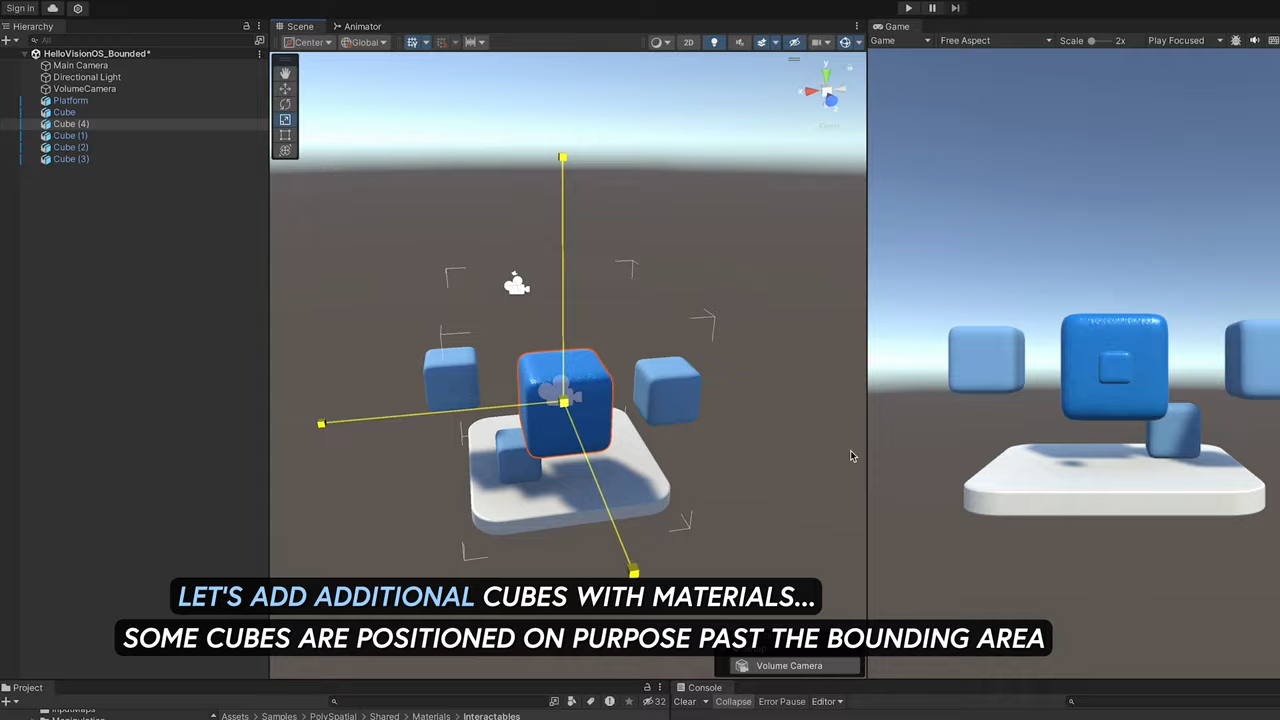 Sign in
Hierarchy
All
HelloVisionOS_Bounded*
Main Camera
Directional Light
VolumeCamera
Platform
Cube
Cube (4)
Cube (1)
Cube (2)
Cube (3)
Scene
Animator
Center
Global
2D
y
x
z
Game
Game
Free Aspect
Scale
2x
Play Focused
LET'S ADD ADDITIONAL CUBES WITH MATERIALS...
SOME CUBES ARE POSITIONED ON PURPOSE PAST THE BOUNDING AREA
Volume Camera
Project
32
Assets
Samples
PolySpatial
Shared
Materials
Interactables
Console
Clear
Collapse
Error Pause
Editor